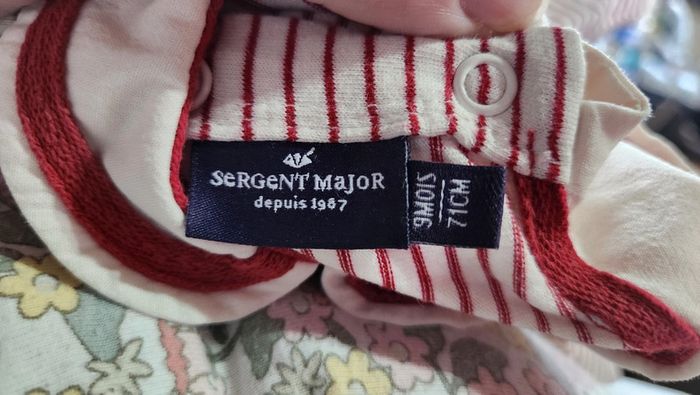 SeRGeNT MaJOR
depuis 1987
9MOIS
71CM